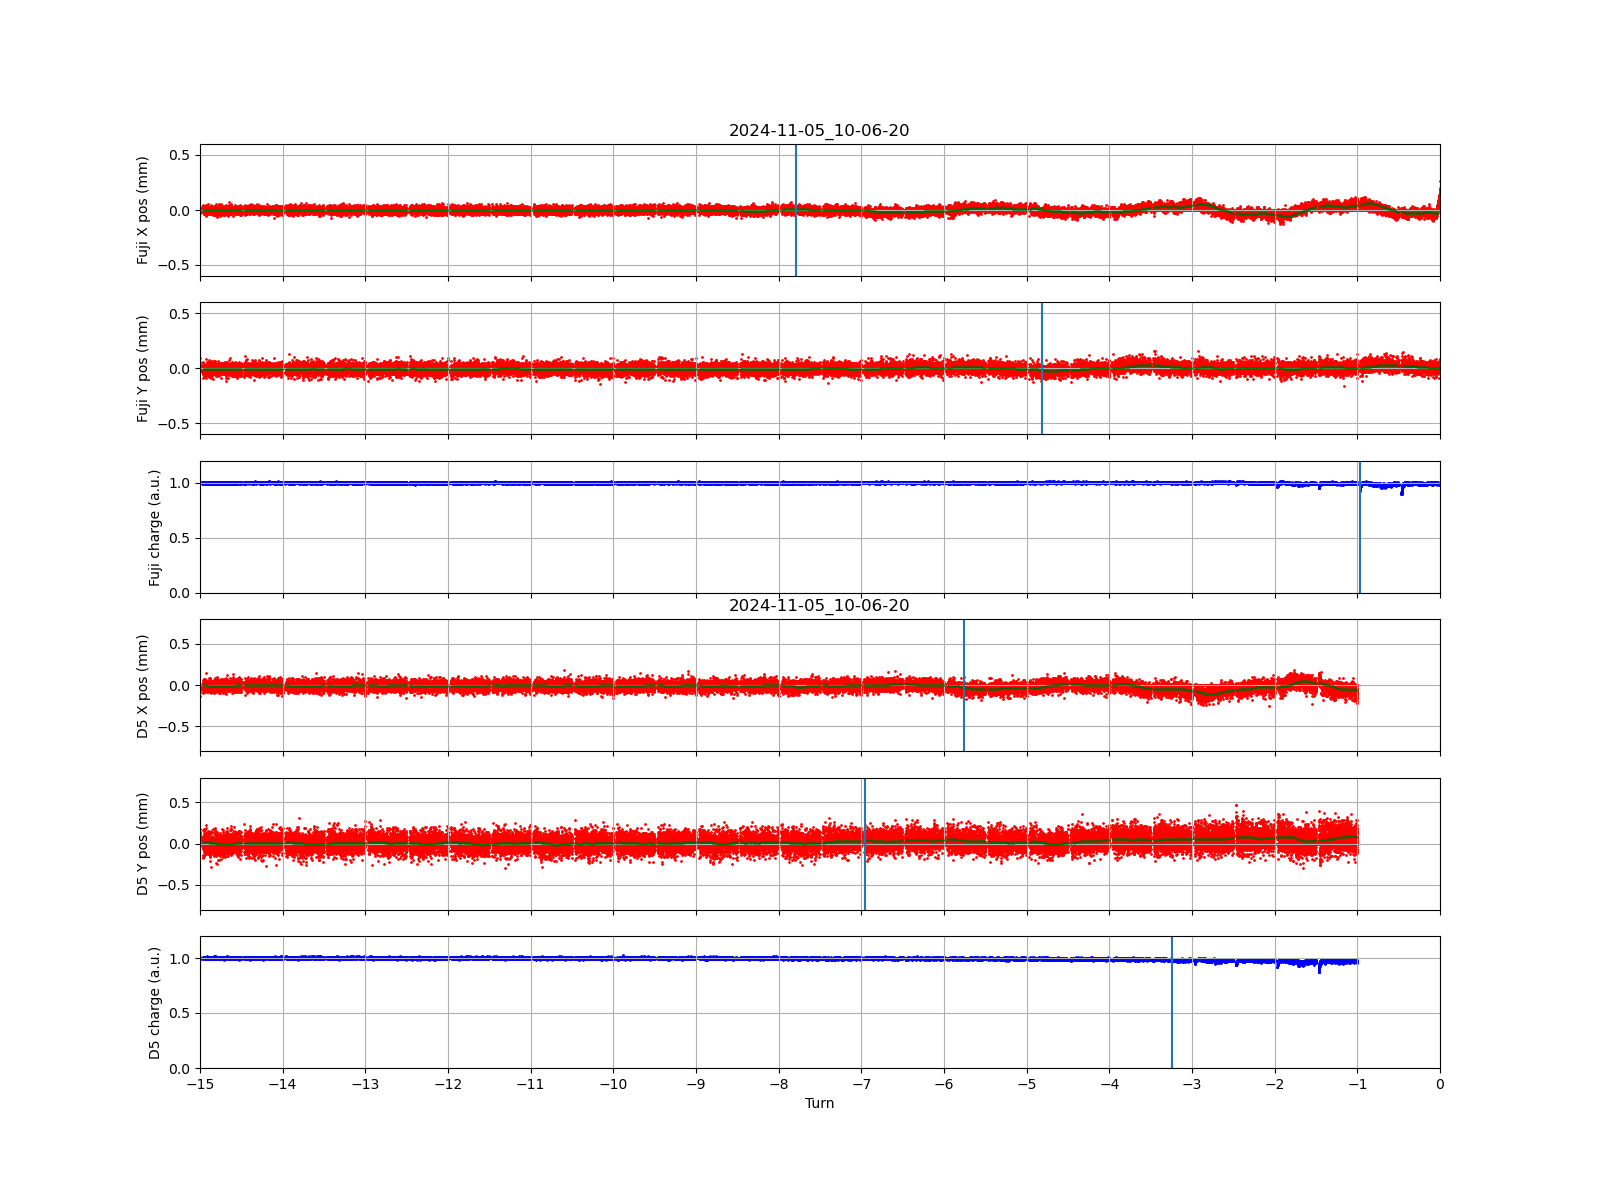 2024-11-05_10-06-20
Fuji X pos (mm)
0.5
0.0
−0.5
Fuji Y pos (mm)
0.5
0.0
−0.5
Fuji charge (a.u.)
1.0
0.5
0.0
2024-11-05_10-06-20
D5 X pos (mm)
0.5
0.0
−0.5
D5 Y pos (mm)
0.5
0.0
−0.5
D5 charge (a.u.)
1.0
0.5
0.0
−15 −14 −13 −12 −11 −10 −9 −8 −7 −6 −5 −4 −3 −2 −1 0
Turn